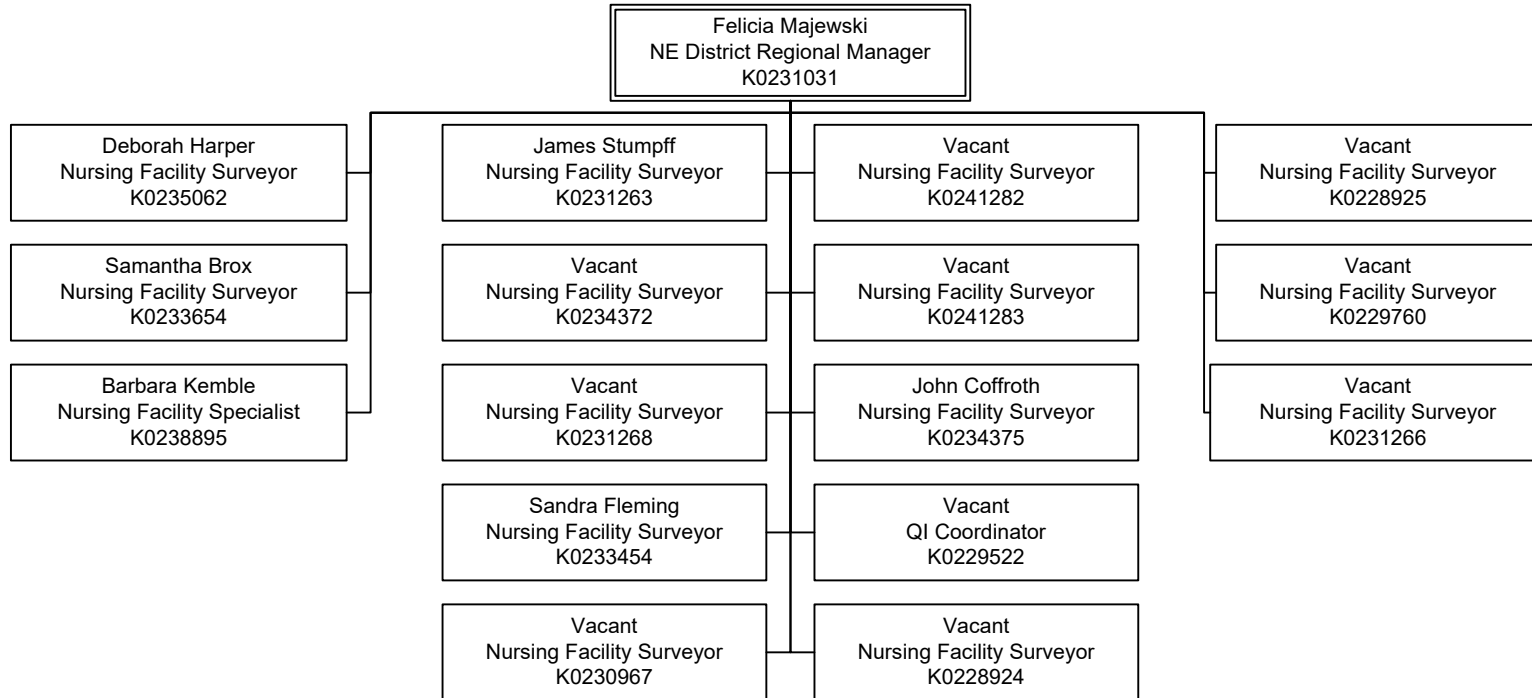 Felicia Majewski
NE District Regional Manager
K0231031
Deborah Harper
Nursing Facility Surveyor
K0235062
James Stumpff
Nursing Facility Surveyor
K0231263
Vacant
Nursing Facility Surveyor
K0241282
Vacant
Nursing Facility Surveyor
K0228925
Samantha Brox
Nursing Facility Surveyor
K0233654
Vacant
Nursing Facility Surveyor
K0234372
Vacant
Nursing Facility Surveyor
K0241283
Vacant
Nursing Facility Surveyor
K0229760
Barbara Kemble
Nursing Facility Specialist
K0238895
Vacant
Nursing Facility Surveyor
K0231268
John Coffroth
Nursing Facility Surveyor
K0234375
Vacant
Nursing Facility Surveyor
K0231266
Sandra Fleming
Nursing Facility Surveyor
K0233454
Vacant
QI Coordinator
K0229522
Vacant
Nursing Facility Surveyor
K0230967
Vacant
Nursing Facility Surveyor
K0228924